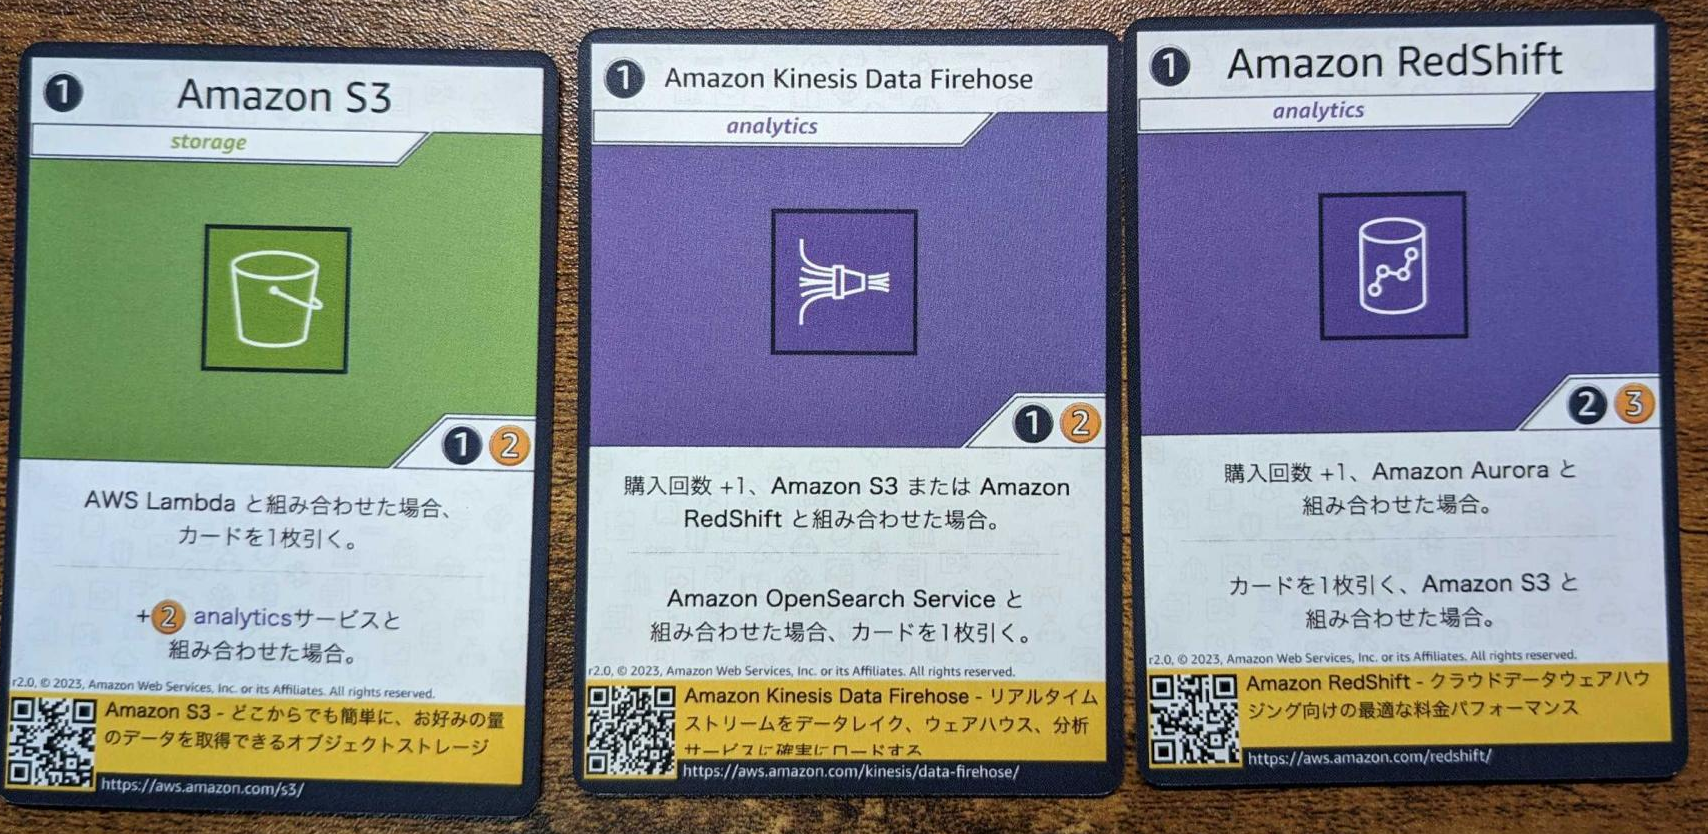 1
Amazon S3
storage
1 2
AWS Lambda と組み合わせた場合、
カードを1枚引く。
+2 analyticsサービスと
組み合わせた場合。
r2.0, © 2023, Amazon Web Services, Inc. or its Affiliates. All rights reserved.
Amazon S3 - どこからでも簡単に、お好みの量
のデータを取得できるオブジェクトストレージ
https://aws.amazon.com/s3/
1
Amazon Kinesis Data Firehose
analytics
1 2
購入回数 +1、Amazon S3 または Amazon
RedShift と組み合わせた場合。
Amazon OpenSearch Service と
組み合わせた場合、カードを1枚引く。
r2.0, © 2023, Amazon Web Services, Inc. or its Affiliates. All rights reserved.
Amazon Kinesis Data Firehose - リアルタイム
ストリームをデータレイク、ウェアハウス、分析
サービスに確実にロードする
https://aws.amazon.com/kinesis/data-firehose/
1
Amazon RedShift
analytics
2 3
購入回数 +1、Amazon Aurora と
組み合わせた場合。
カードを1枚引く、Amazon S3 と
組み合わせた場合。
r2.0, © 2023, Amazon Web Services, Inc. or its Affiliates. All rights reserved.
Amazon RedShift - クラウドデータウェアハウ
ジング向けの最適な料金パフォーマンス
https://aws.amazon.com/redshift/